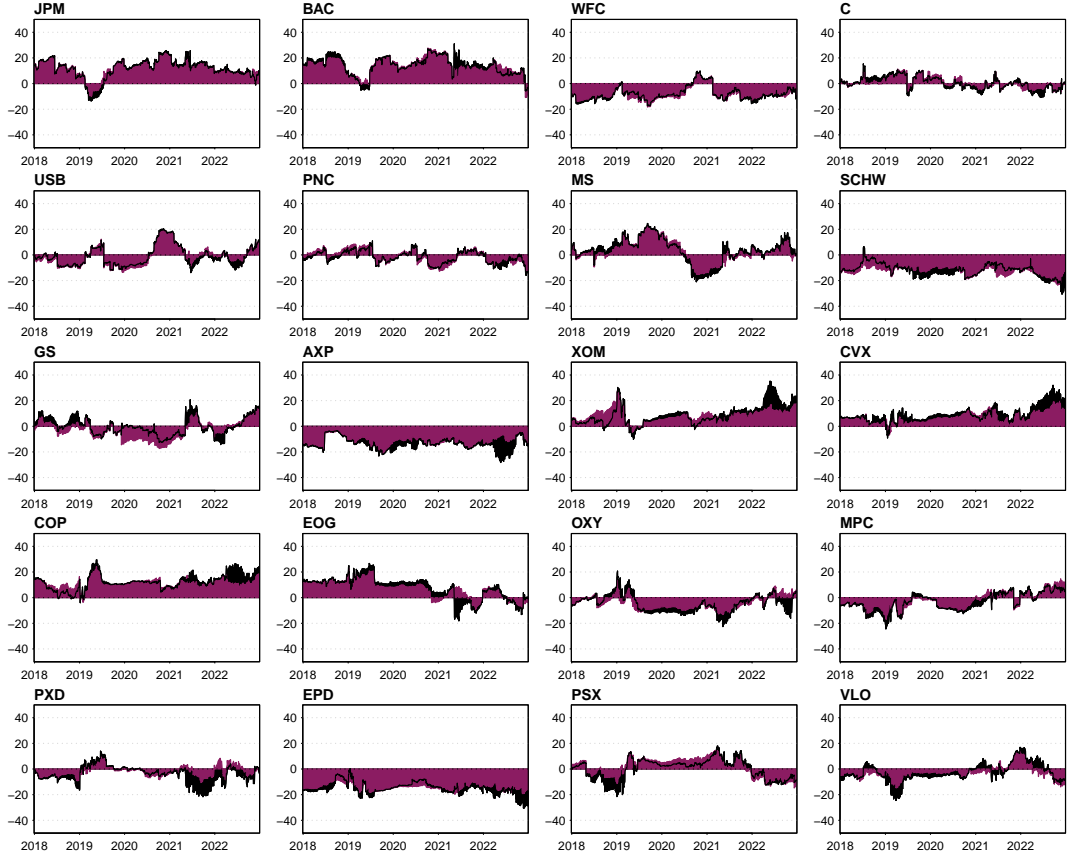 JPM BAC WFC C
40 40 40 40
20 20 20 20
0 0 0 0
−20 −20 −20 −20
−40 −40 −40 −40
2018 2019 2020 2021 2022 2018 2019 2020 2021 2022 2018 2019 2020 2021 2022 2018 2019 2020 2021 2022
USB PNC MS SCHW
40 40 40 40
20 20 20 20
0 0 0 0
−20 −20 −20 −20
−40 −40 −40 −40
2018 2019 2020 2021 2022 2018 2019 2020 2021 2022 2018 2019 2020 2021 2022 2018 2019 2020 2021 2022
GS AXP XOM CVX
40 40 40 40
20 20 20 20
0 0 0 0
−20 −20 −20 −20
−40 −40 −40 −40
2018 2019 2020 2021 2022 2018 2019 2020 2021 2022 2018 2019 2020 2021 2022 2018 2019 2020 2021 2022
COP EOG OXY MPC
40 40 40 40
20 20 20 20
0 0 0 0
−20 −20 −20 −20
−40 −40 −40 −40
2018 2019 2020 2021 2022 2018 2019 2020 2021 2022 2018 2019 2020 2021 2022 2018 2019 2020 2021 2022
PXD EPD PSX VLO
40 40 40 40
20 20 20 20
0 0 0 0
−20 −20 −20 −20
−40 −40 −40 −40
2018 2019 2020 2021 2022 2018 2019 2020 2021 2022 2018 2019 2020 2021 2022 2018 2019 2020 2021 2022